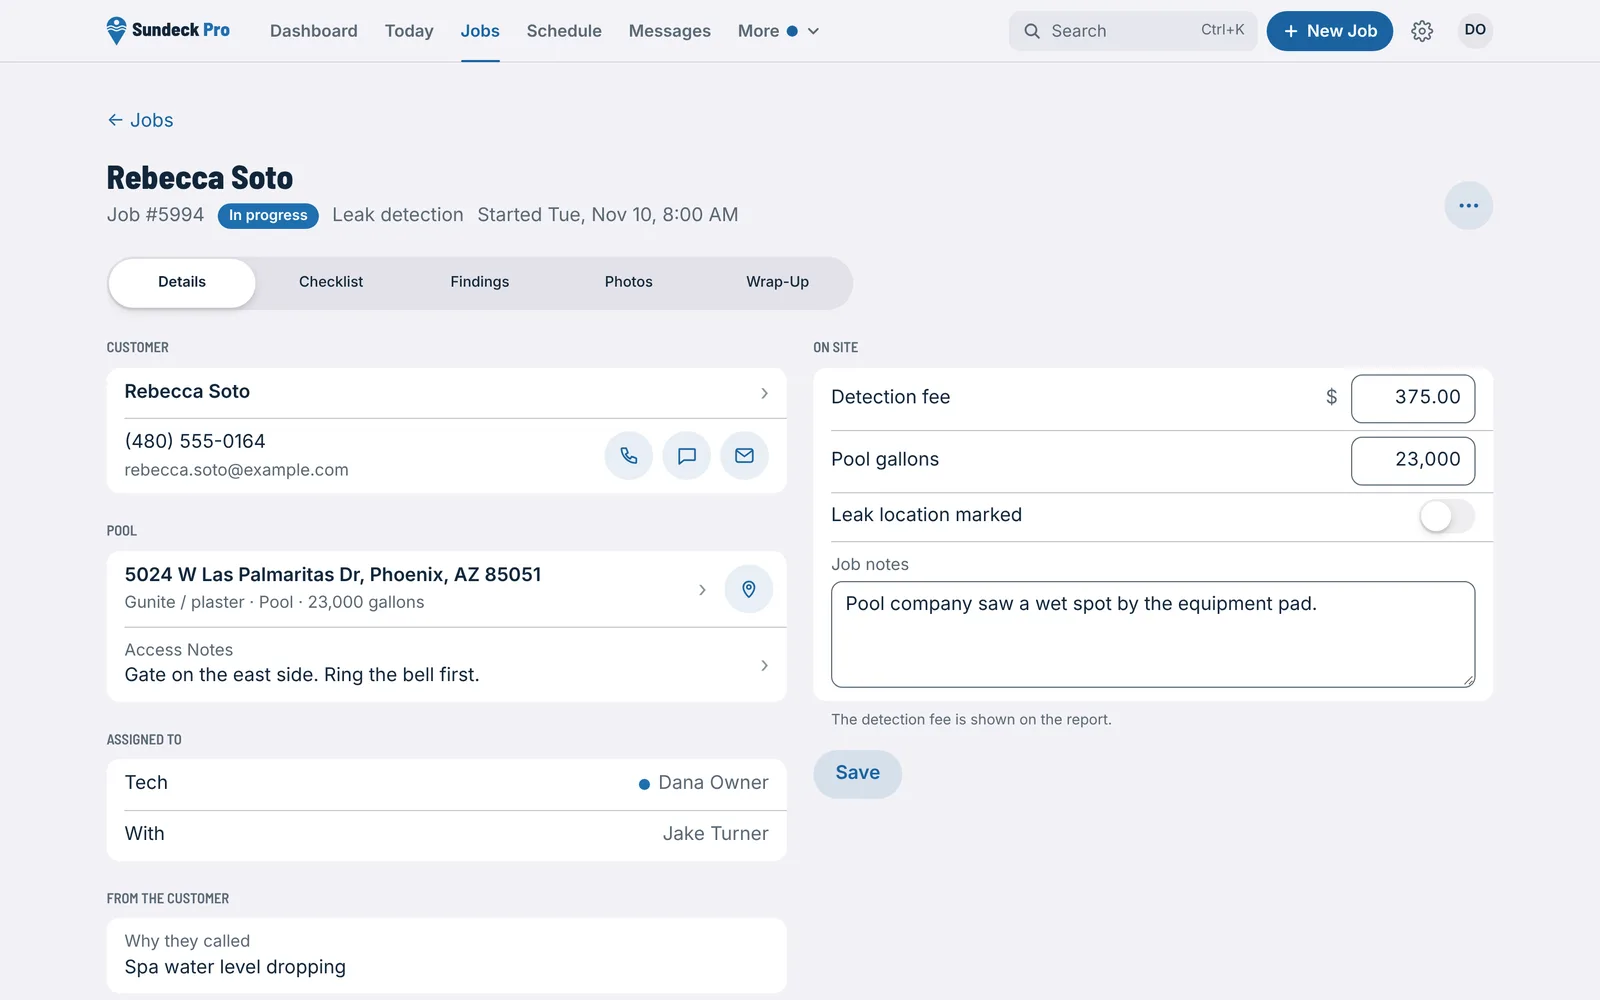 Sundeck Pro
Dashboard
Today
Jobs
Schedule
Messages
More
Search
Ctrl+K
+ New Job
DO
← Jobs
Rebecca Soto
Job #5994
In progress
Leak detection
Started Tue, Nov 10, 8:00 AM
Details
Checklist
Findings
Photos
Wrap-Up
CUSTOMER
Rebecca Soto
(480) 555-0164
rebecca.soto@example.com
POOL
5024 W Las Palmaritas Dr, Phoenix, AZ 85051
Gunite / plaster · Pool · 23,000 gallons
Access Notes
Gate on the east side. Ring the bell first.
ASSIGNED TO
Tech
Dana Owner
With
Jake Turner
FROM THE CUSTOMER
Why they called
Spa water level dropping
ON SITE
Detection fee
$ 375.00
Pool gallons
23,000
Leak location marked
Job notes
Pool company saw a wet spot by the equipment pad.
The detection fee is shown on the report.
Save